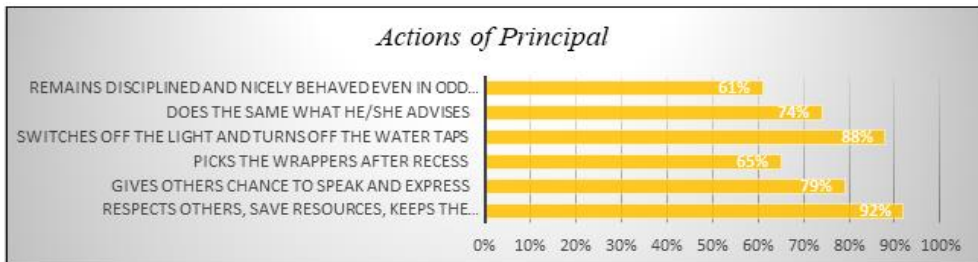 Actions of Principal
REMAINS DISCIPLINED AND NICELY BEHAVED EVEN IN ODD...
61%
DOES THE SAME WHAT HE/SHE ADVISES
74%
SWITCHES OFF THE LIGHT AND TURNS OFF THE WATER TAPS
88%
PICKS THE WRAPPERS AFTER RECESS
65%
GIVES OTHERS CHANCE TO SPEAK AND EXPRESS
79%
RESPECTS OTHERS, SAVE RESOURCES, KEEPS THE...
92%
0% 10% 20% 30% 40% 50% 60% 70% 80% 90% 100%